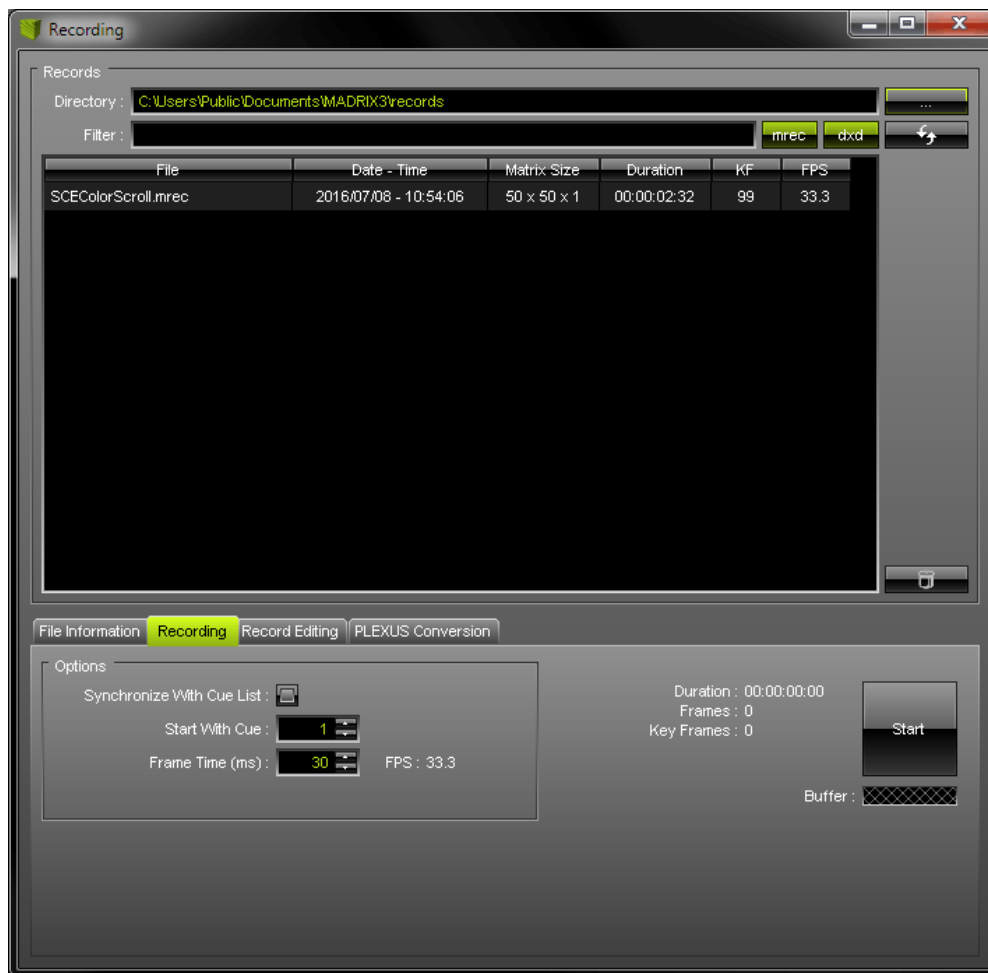 Recording
Records
Directory : C:\Users\Public\Documents\MADRIX3\records ...
Filter : mrec dxd
File Date - Time Matrix Size Duration KF FPS
SCEColorScroll.mrec 2016/07/08 - 10:54:06 50 x 50 x 1 00:00:02:32 99 33.3
File Information Recording Record Editing PLEXUS Conversion
Options
Synchronize With Cue List :
Start With Cue : 1
Frame Time (ms) : 30 FPS : 33.3
Duration : 00:00:00:00
Frames : 0
Key Frames : 0
Start
Buffer :